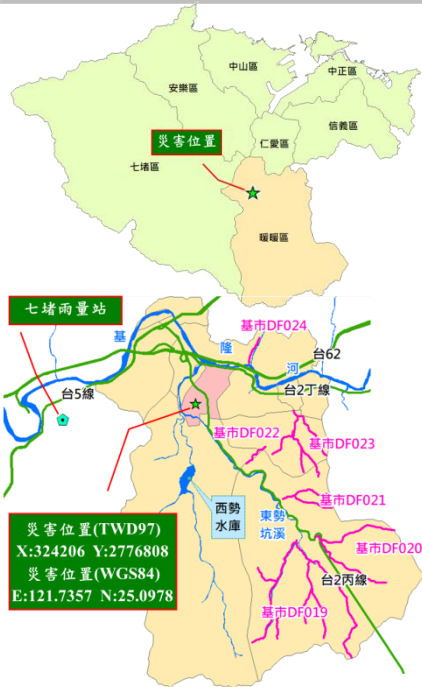 中山區
中正區
安樂區
信義區
仁愛區
災害位置
七堵區
暖暖區
七堵雨量站
基市DF024
基
隆
河
台62
台5線
台2丁線
基市DF022
基市DF023
西勢
水庫
東勢
坑溪
基市DF021
災害位置(TWD97)
X:324206 Y:2776808
災害位置(WGS84)
E:121.7357 N:25.0978
基市DF020
台2丙線
基市DF019